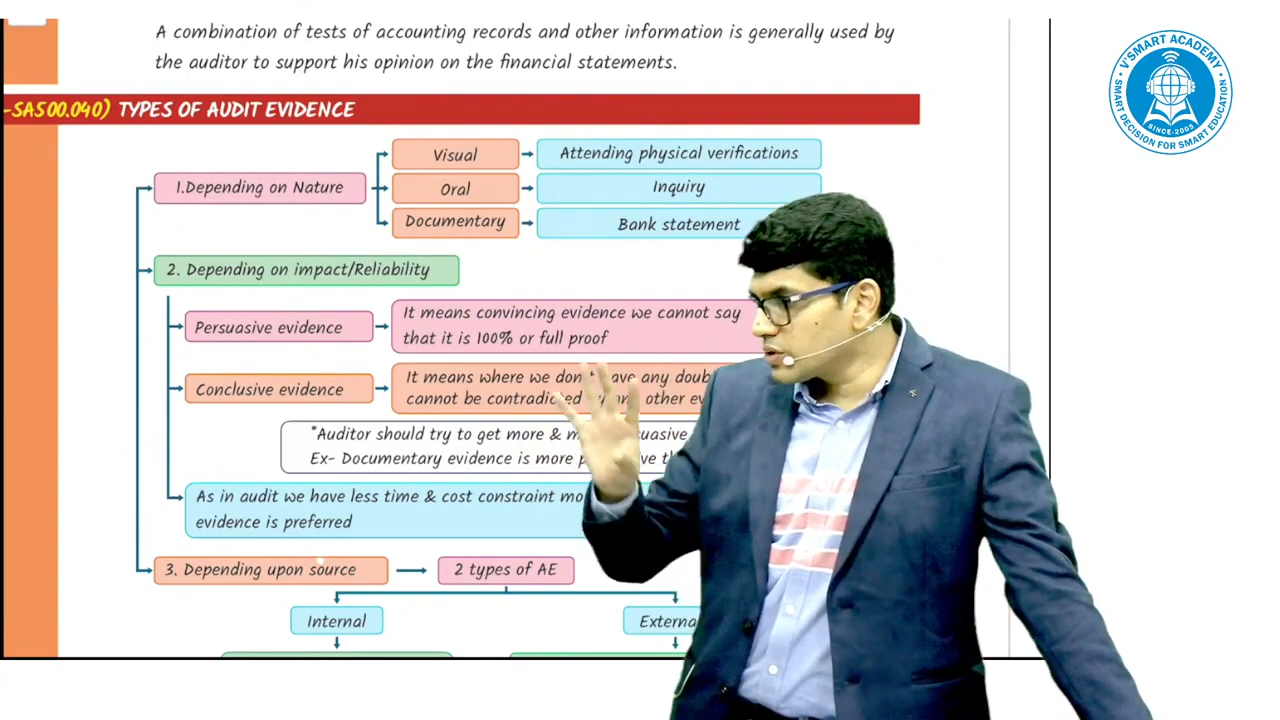 A combination of tests of accounting records and other information is generally used by
the auditor to support his opinion on the financial statements.
-SA500.040) TYPES OF AUDIT EVIDENCE
1.Depending on Nature
Visual
Attending physical verifications
Oral
Inquiry
Documentary
Bank statement
2. Depending on impact/Reliability
Persuasive evidence
It means convincing evidence we cannot say
that it is 100% or full proof
Conclusive evidence
It means where we don't have any
cannot be contradicted other
*Auditor should try to get more &
Ex- Documentary evidence is more
As in audit we have less time & cost constraint
evidence is preferred
3. Depending upon source
2 types of AE
Internal
V'SMART ACADEMY
SMART DECISION FOR SMART EDUCATION
SINCE-2005